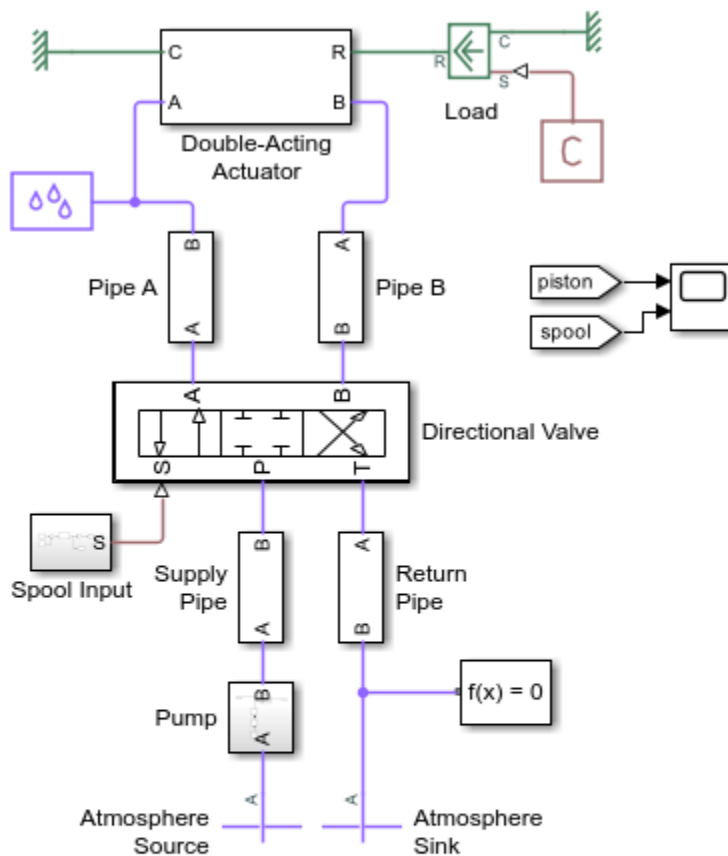 C
R
A
B
Double-Acting
Actuator
R
C
S
Load
C
B
Pipe A
A
A
Pipe B
B
piston
spool
A
B
S
P
T
Directional Valve
S
Spool Input
B
Supply
Pipe
A
A
Return
Pipe
B
B
Pump
A
f(x) = 0
A
Atmosphere
Source
A
Atmosphere
Sink